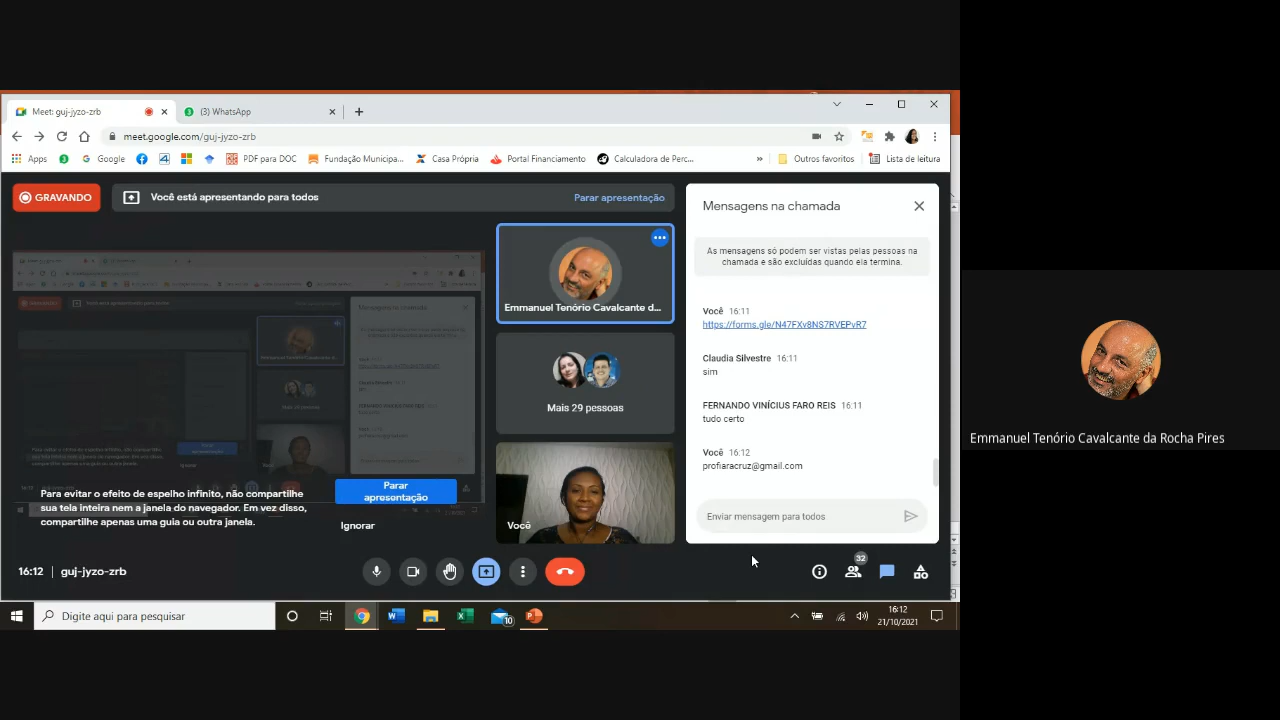 Meet: guj-jyzo-zrb
(3) WhatsApp
meet.google.com/guj-jyzo-zrb
Apps
Google
PDF para DOC
Fundação Municipa...
Casa Própria
Portal Financiamento
Calculadora de Perc...
»
Outros favoritos
Lista de leitura
GRAVANDO
Você está apresentando para todos
Parar apresentação
Mensagens na chamada
As mensagens só podem ser vistas pelas pessoas na
chamada e são excluídas quando ela termina.
Emmanuel Tenório Cavalcante d...
Você 16:11
https://forms.gle/N47FXv8NS7RVEPvR7
Claudia Silvestre 16:11
sim
Mais 29 pessoas
FERNANDO VINÍCIUS FARO REIS 16:11
tudo certo
Você 16:12
profiaracruz@gmail.com
Para evitar o efeito de espelho infinito, não compartilhe
sua tela inteira nem a janela do navegador. Em vez disso,
compartilhe apenas uma guia ou outra janela.
Parar
apresentação
Ignorar
Você
Enviar mensagem para todos
16:12 | guj-jyzo-zrb
32
Digite aqui para pesquisar
10
16:12
21/10/2021
Emmanuel Tenório Cavalcante da Rocha Pires